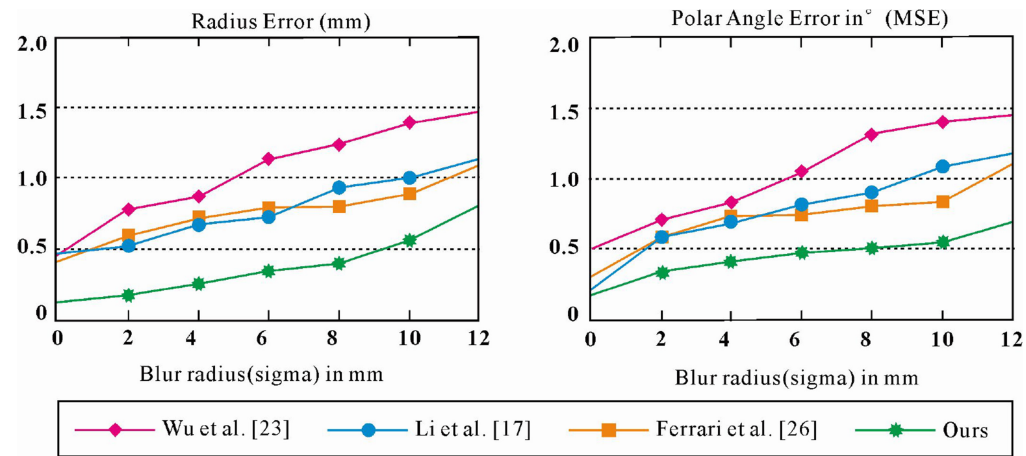 Radius Error (mm)
2.0
1.5
1.0
0.5
0
0 2 4 6 8 10 12
Blur radius(sigma) in mm
Polar Angle Error in° (MSE)
2.0
1.5
1.0
0.5
0
0 2 4 6 8 10 12
Blur radius(sigma) in mm
Wu et al. [23] Li et al. [17] Ferrari et al. [26] Ours